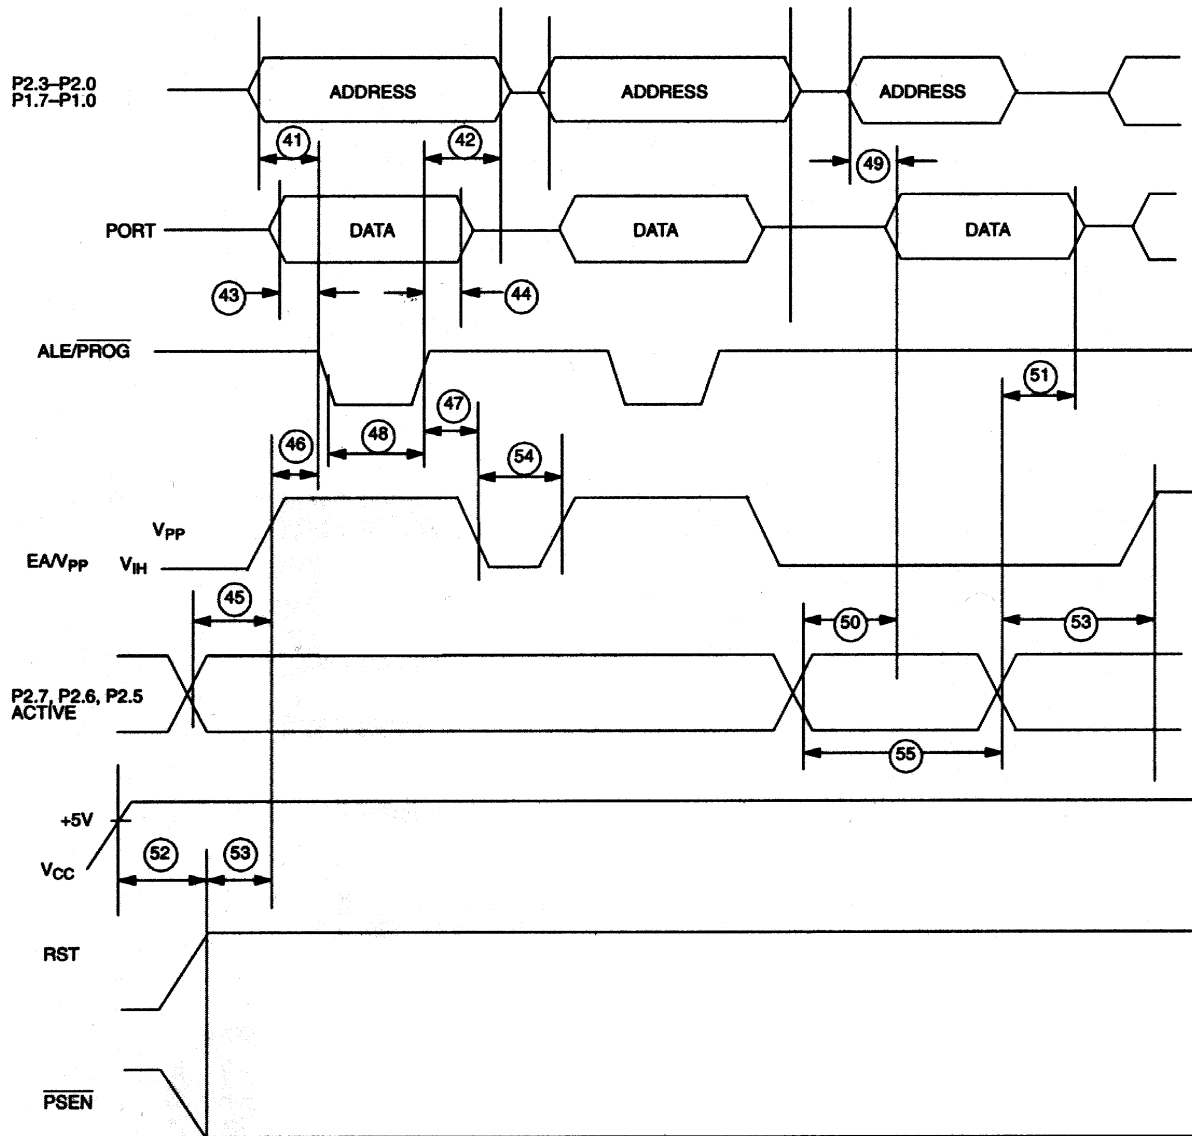 P2.3–P2.0
P1.7–P1.0
ADDRESS
ADDRESS
ADDRESS
41
42
49
PORT
DATA
DATA
DATA
43
44
ALE/PROG
51
47
46
48
54
VPP
EA/VPP
VIH
45
50
53
P2.7, P2.6, P2.5
ACTIVE
55
+5V
52
53
VCC
RST
PSEN